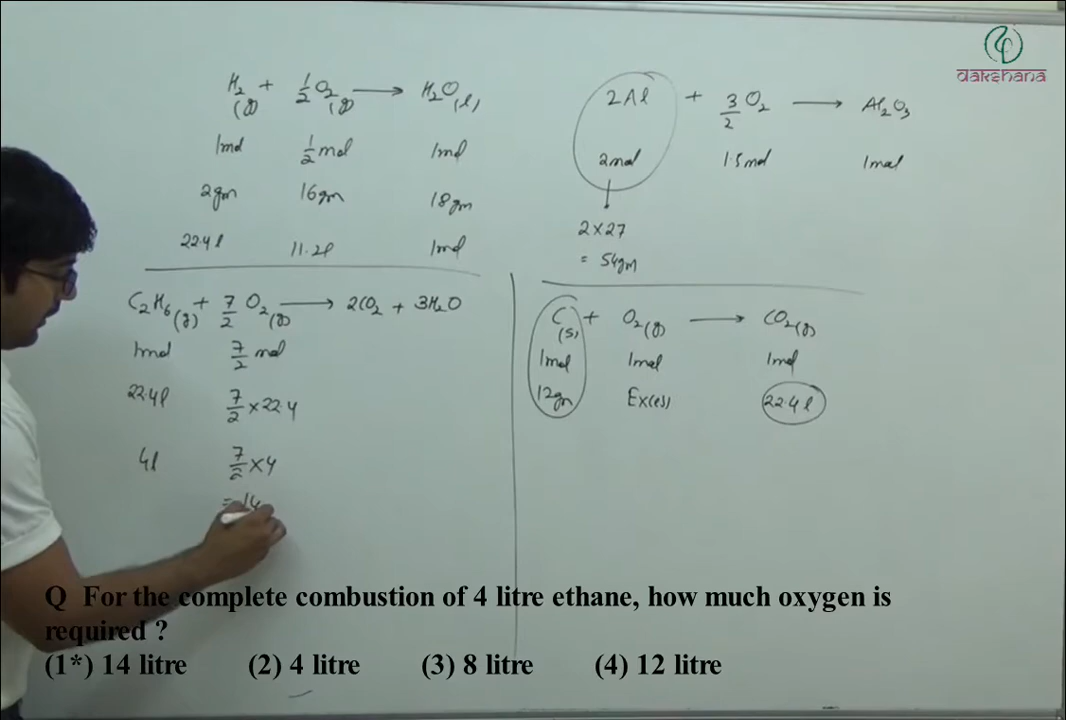 dakshana
H₂(g) + 1/2 O₂(g) → H₂O(l)
1mol 1/2 mol 1mol
2gm 16gm 18gm
22.4l 11.2l 1mol
2Al + 3/2 O₂ → Al₂O₃
2mol 1.5mol 1mol
2×27
= 54gm
C₂H₆(g) + 7/2 O₂(g) → 2CO₂ + 3H₂O
1mol 7/2 mol
22.4l 7/2 × 22.4
4l 7/2 × 4
= 14
C(s) + O₂(g) → CO₂(g)
1mol 1mol 1mol
12gm Excess 22.4l
Q For the complete combustion of 4 litre ethane, how much oxygen is
required ?
(1*) 14 litre (2) 4 litre (3) 8 litre (4) 12 litre